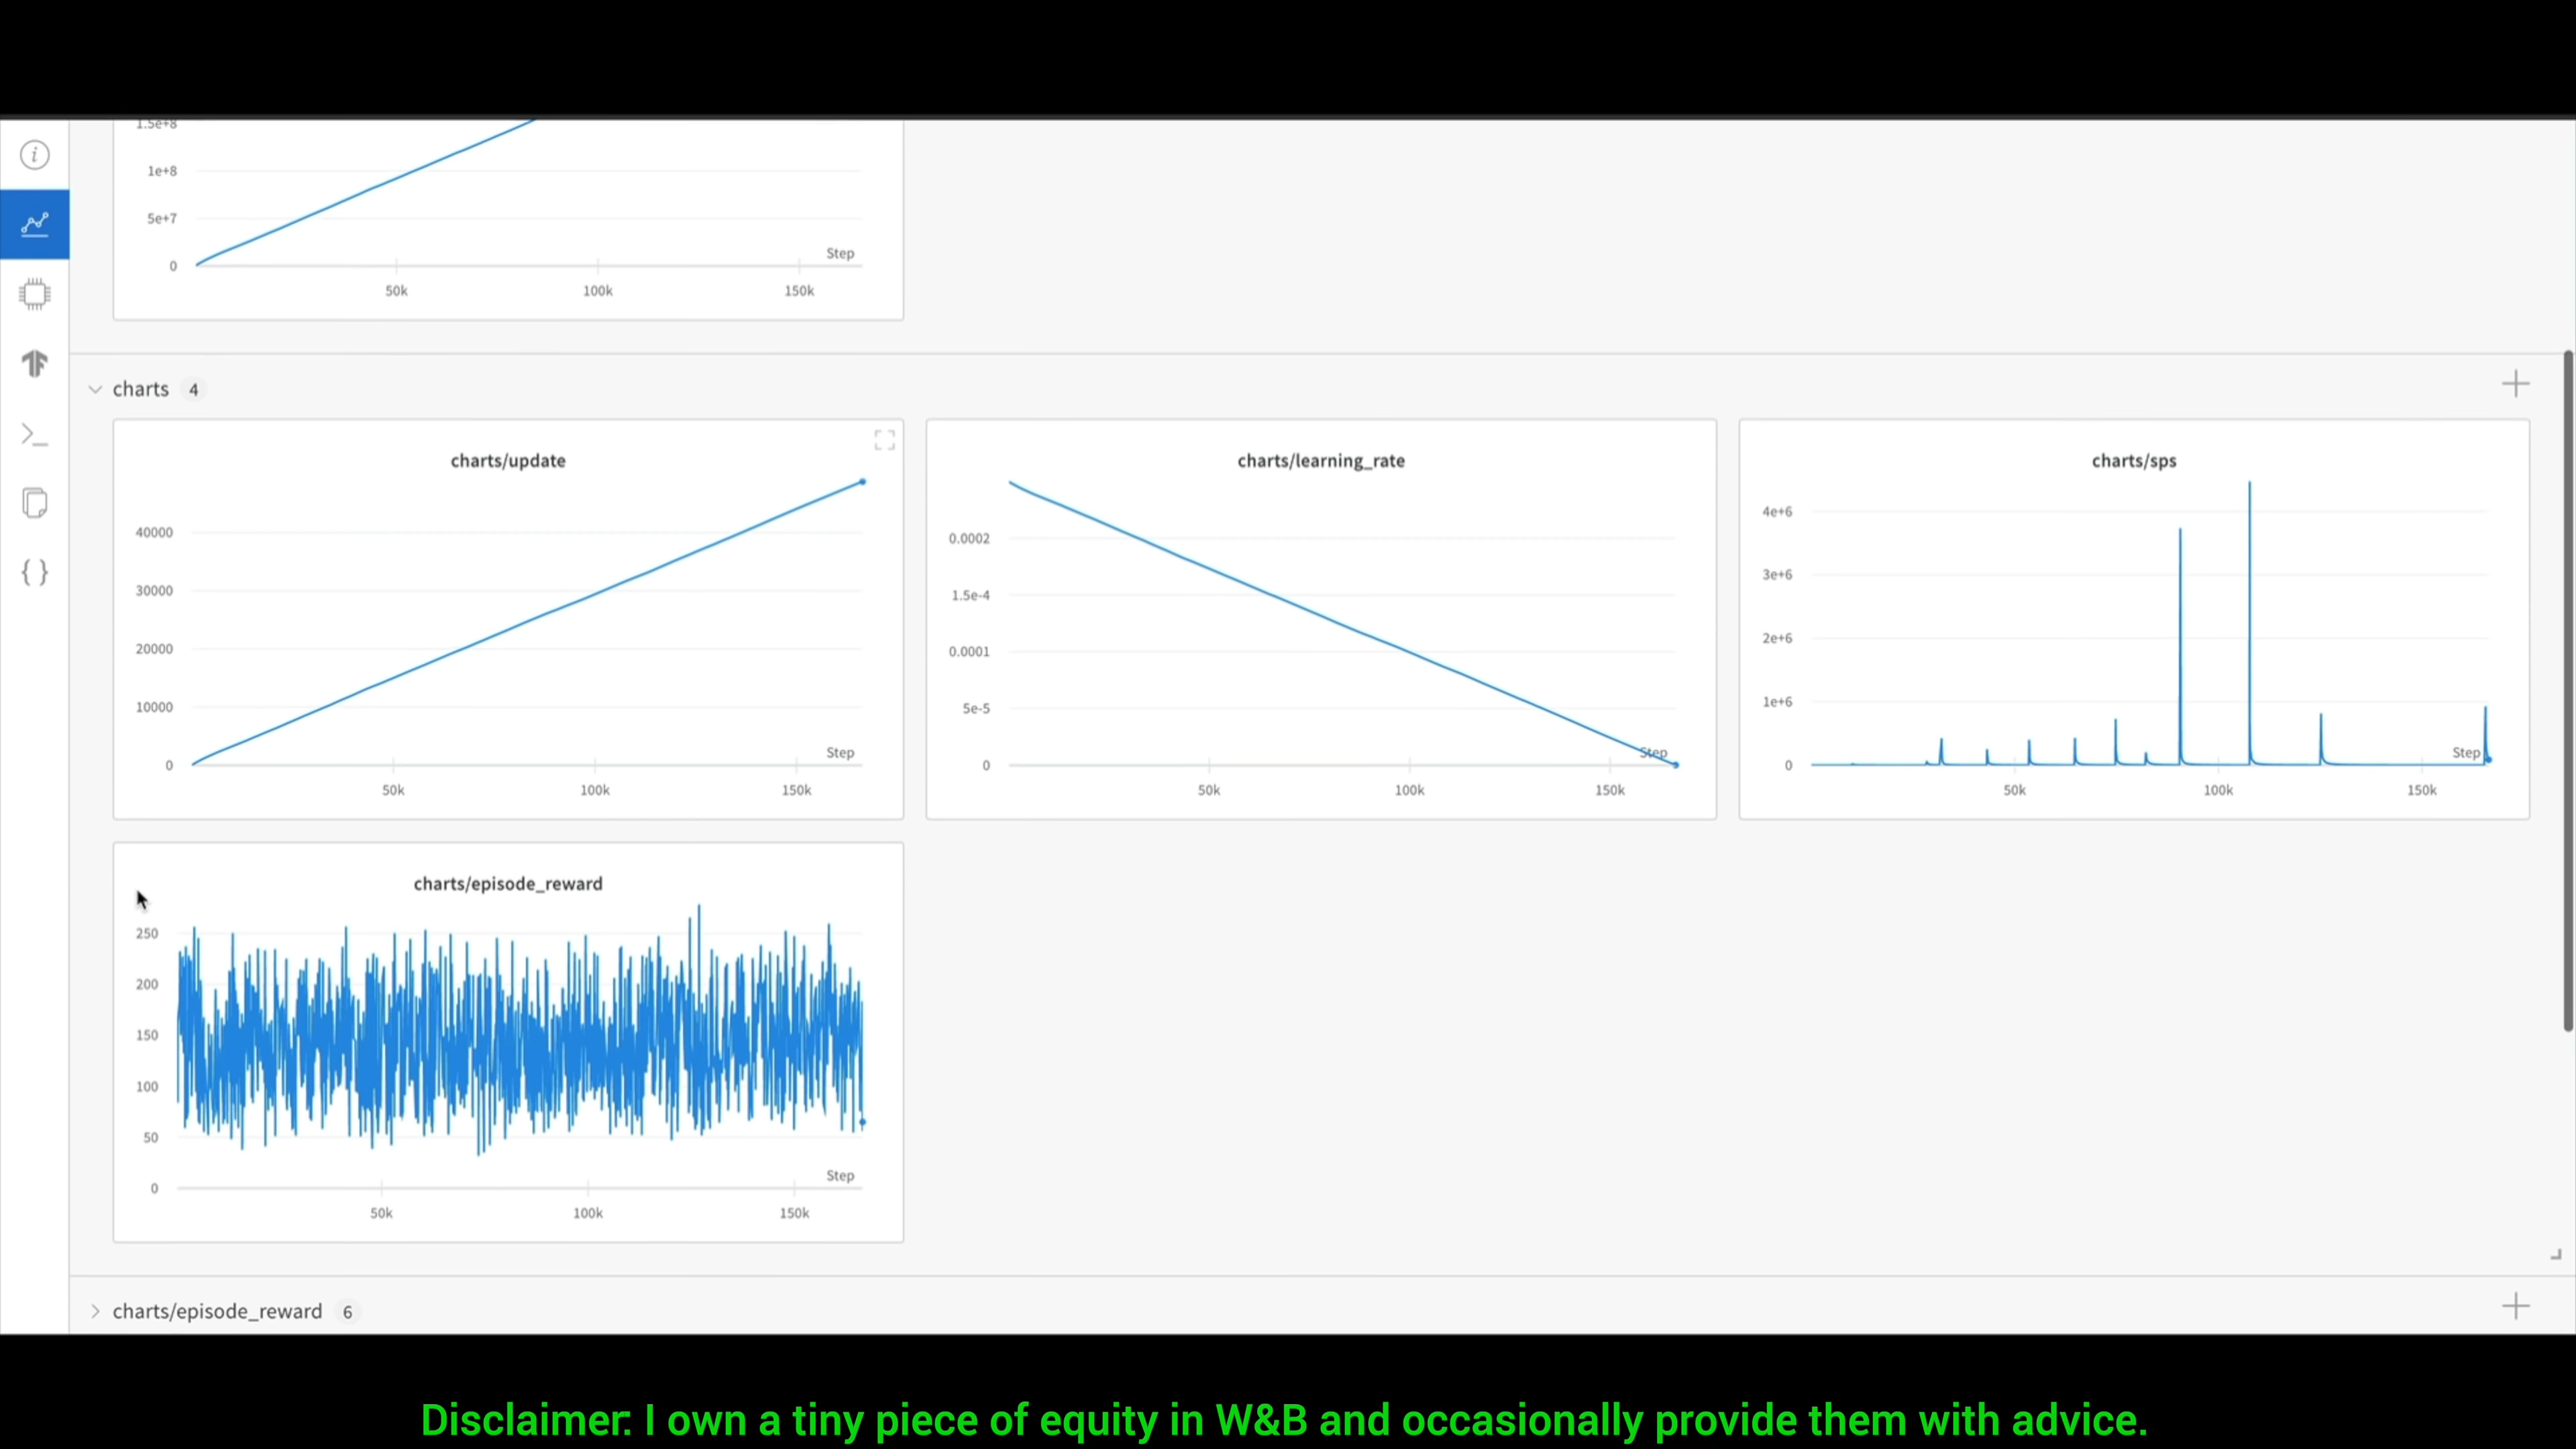 1.5e+8
1e+8
5e+7
0
Step
50k 100k 150k
charts 4
charts/update
40000
30000
20000
10000
0
Step
50k 100k 150k
charts/learning_rate
0.0002
1.5e-4
0.0001
5e-5
0
Step
50k 100k 150k
charts/sps
4e+6
3e+6
2e+6
1e+6
0
Step
50k 100k 150k
charts/episode_reward
250
200
150
100
50
0
Step
50k 100k 150k
charts/episode_reward 6
Disclaimer: I own a tiny piece of equity in W&B and occasionally provide them with advice.